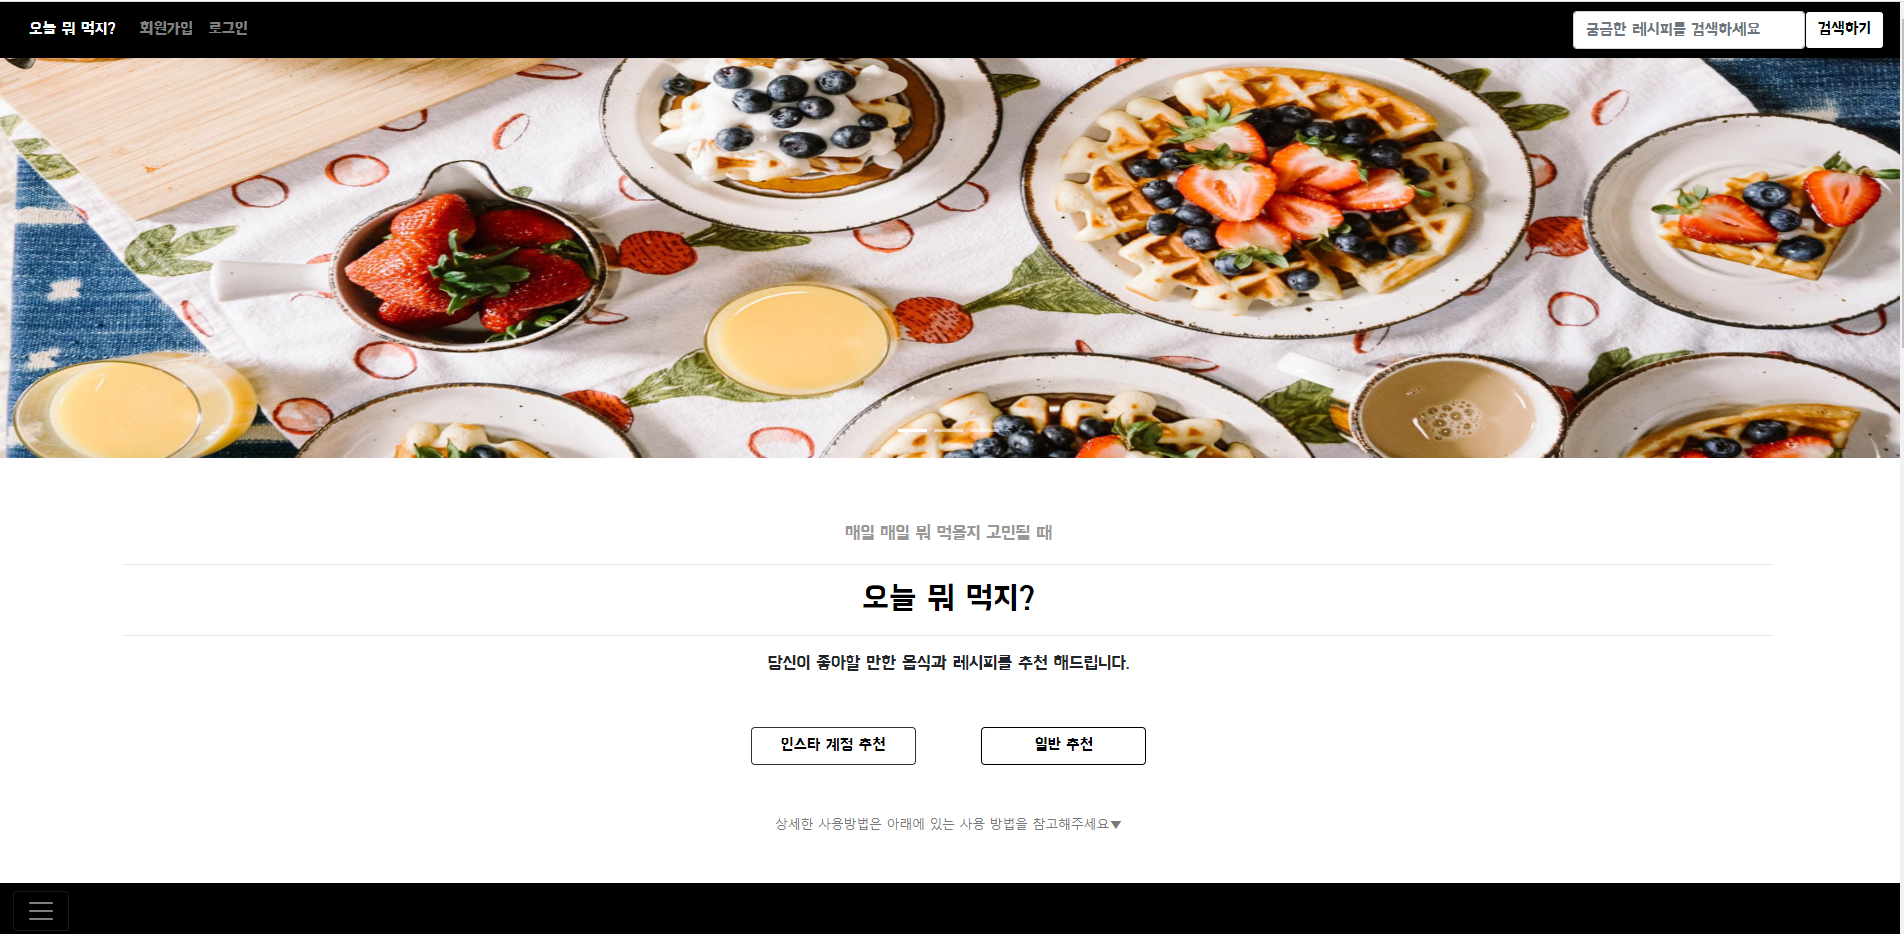 오늘 뭐 먹지? 회원가입 로그인 궁금한 레시피를 검색하세요 검색하기
매일 매일 뭐 먹을지 고민될 때
오늘 뭐 먹지?
당신이 좋아할 만한 음식과 레시피를 추천 해드립니다.
인스타 계정 추천 일반 추천
상세한 사용방법은 아래에 있는 사용 방법을 참고해주세요▼